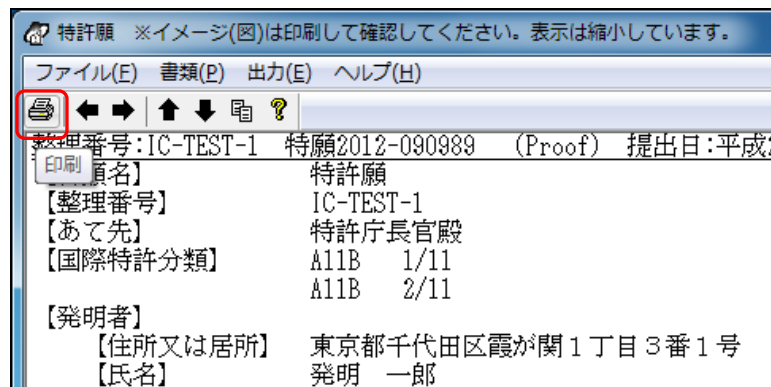 特許願 ※イメージ(図)は印刷して確認してください。表示は縮小しています。
ファイル(F) 書類(P) 出力(E) ヘルプ(H)
整理番号:IC-TEST-1 特願2012-090989 (Proof) 提出日:平成
印刷
願名】 特許願
【整理番号】 IC-TEST-1
【あて先】 特許庁長官殿
【国際特許分類】 A11B 1/11
A11B 2/11
【発明者】
【住所又は居所】 東京都千代田区霞が関1丁目3番1号
【氏名】 発明 一郎